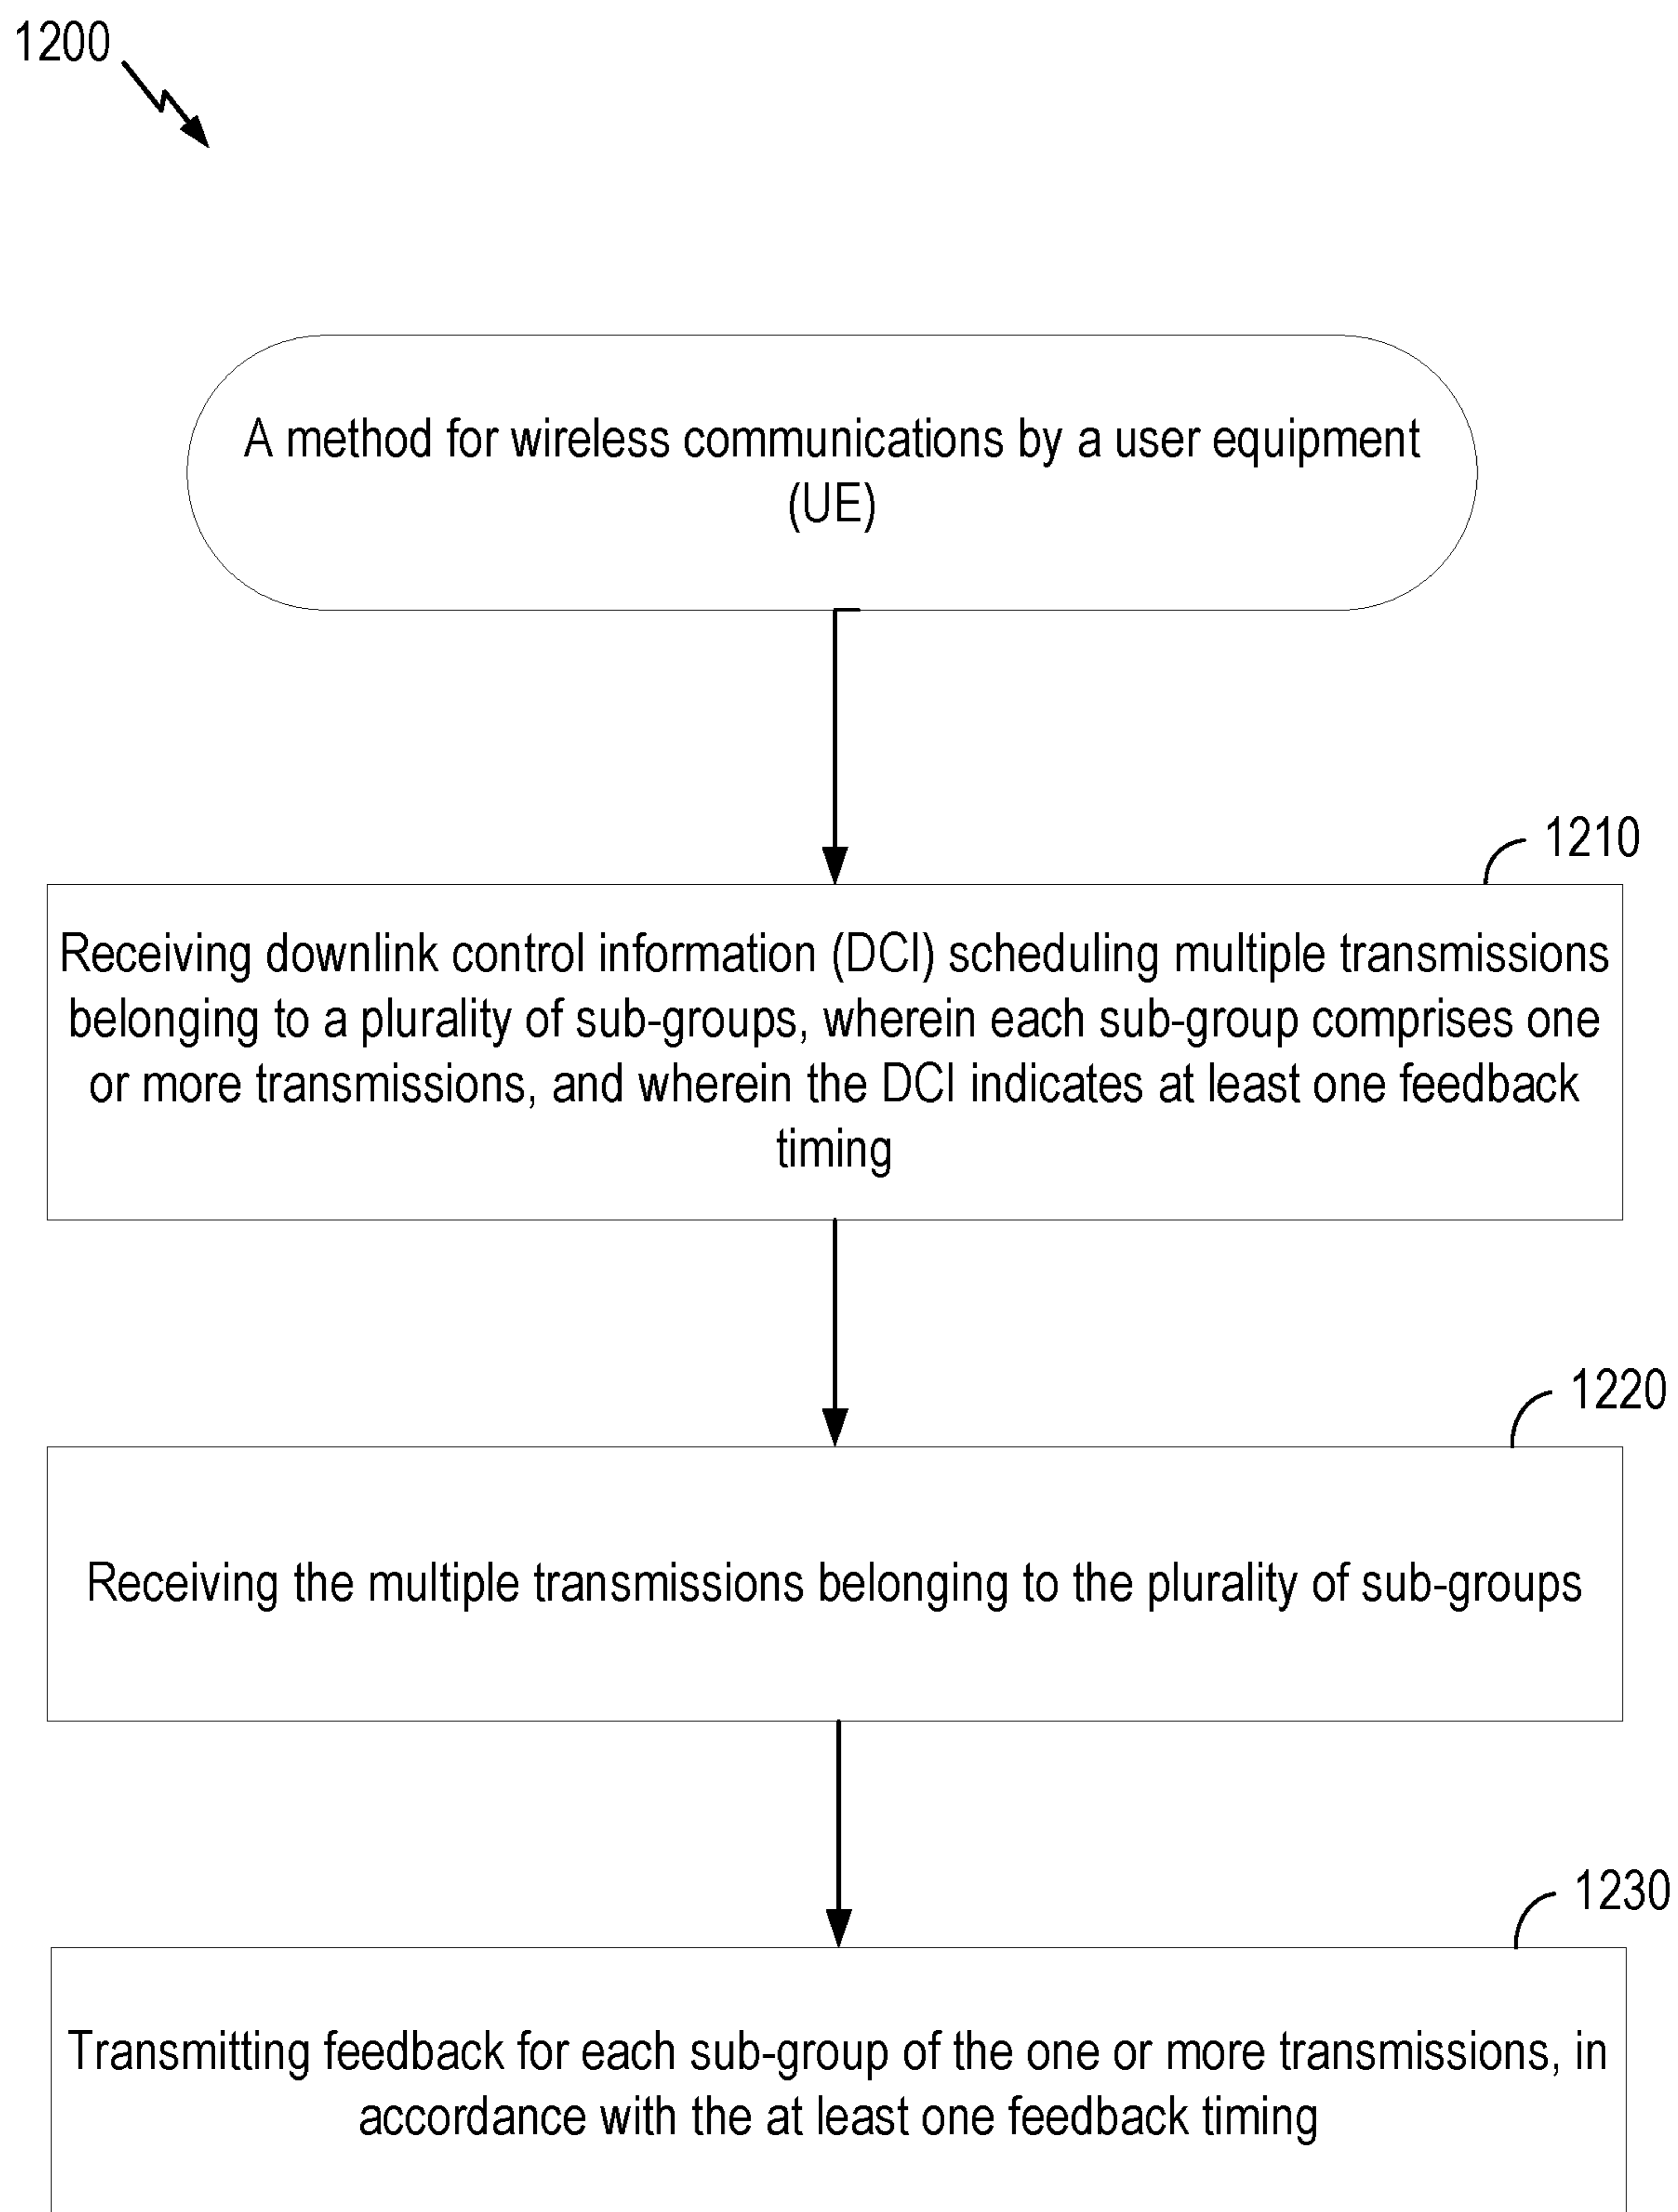 1200
A method for wireless communications by a user equipment
(UE)
1210
Receiving downlink control information (DCI) scheduling multiple transmissions
belonging to a plurality of sub-groups, wherein each sub-group comprises one
or more transmissions, and wherein the DCI indicates at least one feedback
timing
1220
Receiving the multiple transmissions belonging to the plurality of sub-groups
1230
Transmitting feedback for each sub-group of the one or more transmissions, in
accordance with the at least one feedback timing